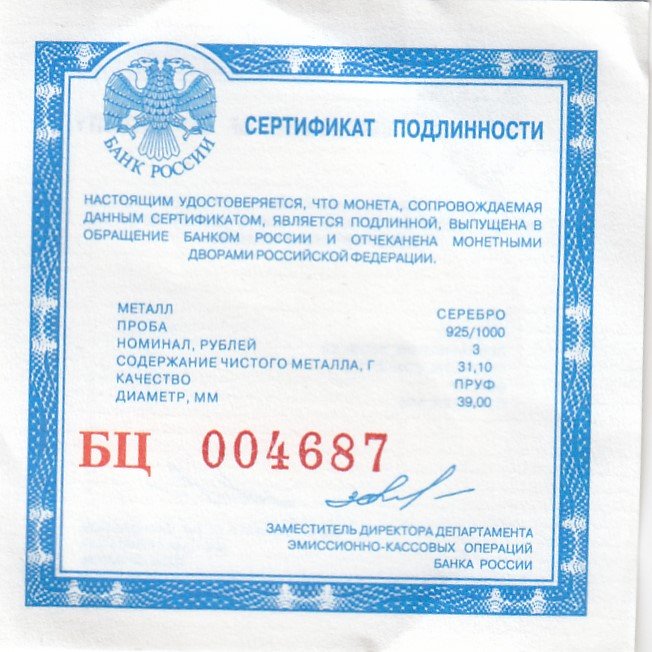 БАНК РОССИИ
СЕРТИФИКАТ ПОДЛИННОСТИ
НАСТОЯЩИМ УДОСТОВЕРЯЕТСЯ, ЧТО МОНЕТА, СОПРОВОЖДАЕМАЯ
ДАННЫМ СЕРТИФИКАТОМ, ЯВЛЯЕТСЯ ПОДЛИННОЙ, ВЫПУЩЕНА В
ОБРАЩЕНИЕ БАНКОМ РОССИИ И ОТЧЕКАНЕНА МОНЕТНЫМИ
ДВОРАМИ РОССИЙСКОЙ ФЕДЕРАЦИИ.
МЕТАЛЛ СЕРЕБРО
ПРОБА 925/1000
НОМИНАЛ, РУБЛЕЙ 3
СОДЕРЖАНИЕ ЧИСТОГО МЕТАЛЛА, Г 31,10
КАЧЕСТВО ПРУФ
ДИАМЕТР, ММ 39,00
БЦ 004687
ЗАМЕСТИТЕЛЬ ДИРЕКТОРА ДЕПАРТАМЕНТА
ЭМИССИОННО-КАССОВЫХ ОПЕРАЦИЙ
БАНКА РОССИИ